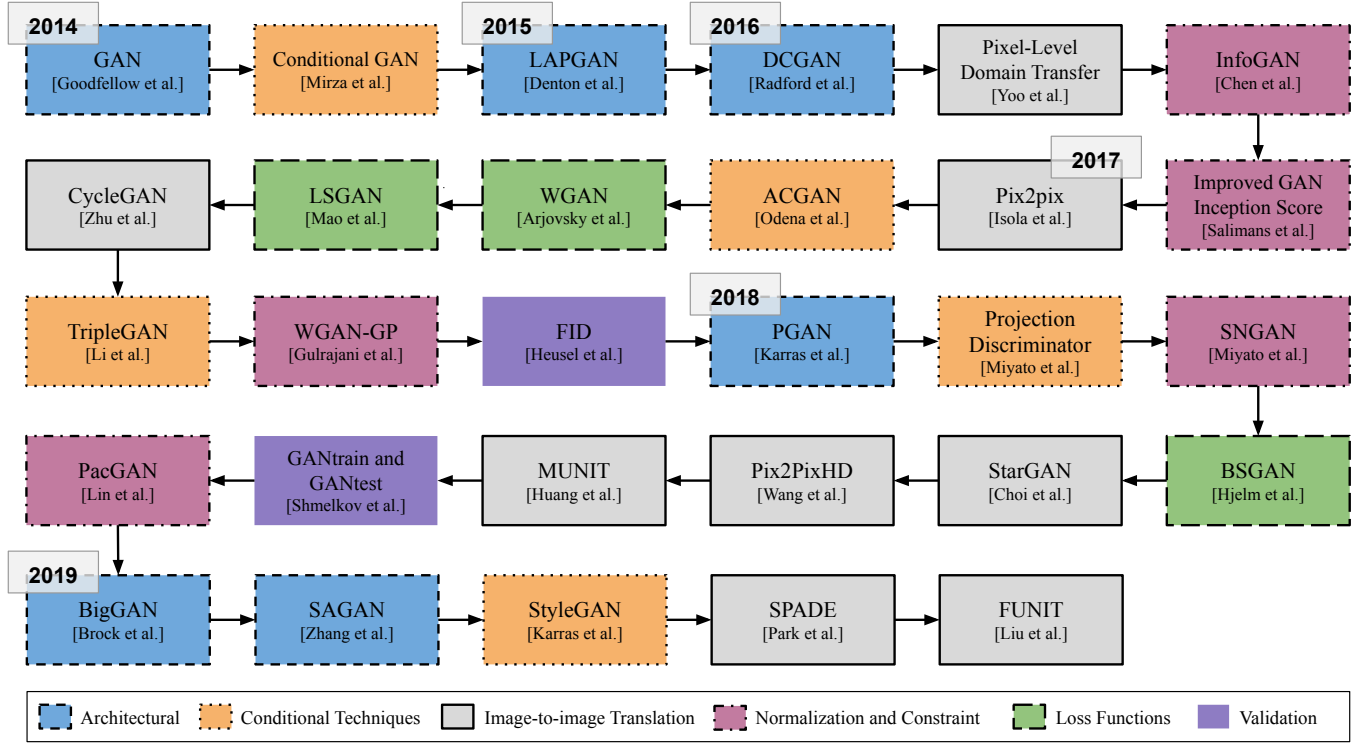 2014
GAN
[Goodfellow et al.]
Conditional GAN
[Mirza et al.]
2015
LAPGAN
[Denton et al.]
2016
DCGAN
[Radford et al.]
Pixel-Level
Domain Transfer
[Yoo et al.]
InfoGAN
[Chen et al.]
Improved GAN
Inception Score
[Salimans et al.]
2017
Pix2pix
[Isola et al.]
ACGAN
[Odena et al.]
WGAN
[Arjovsky et al.]
LSGAN
[Mao et al.]
CycleGAN
[Zhu et al.]
TripleGAN
[Li et al.]
WGAN-GP
[Gulrajani et al.]
FID
[Heusel et al.]
2018
PGAN
[Karras et al.]
Projection
Discriminator
[Miyato et al.]
SNGAN
[Miyato et al.]
BSGAN
[Hjelm et al.]
StarGAN
[Choi et al.]
Pix2PixHD
[Wang et al.]
MUNIT
[Huang et al.]
GANtrain and
GANtest
[Shmelkov et al.]
PacGAN
[Lin et al.]
2019
BigGAN
[Brock et al.]
SAGAN
[Zhang et al.]
StyleGAN
[Karras et al.]
SPADE
[Park et al.]
FUNIT
[Liu et al.]
Architectural
Conditional Techniques
Image-to-image Translation
Normalization and Constraint
Loss Functions
Validation